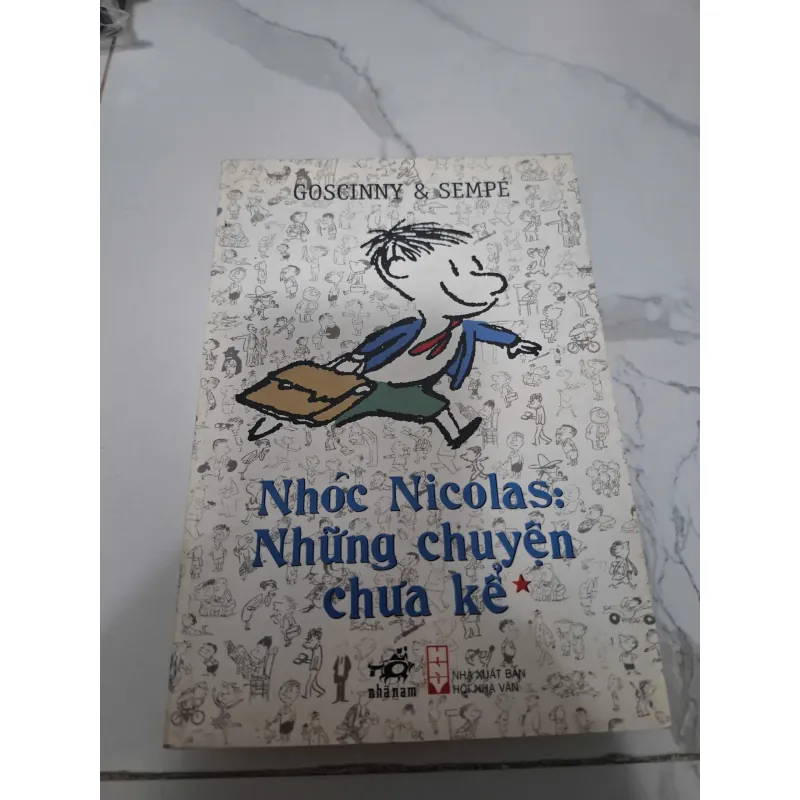 GOSCINNY & SEMPÉ
Nhóc Nicolas:
Những chuyện
chưa kể
nhã nam
NHÀ XUẤT BẢN
HỘI NHÀ VĂN